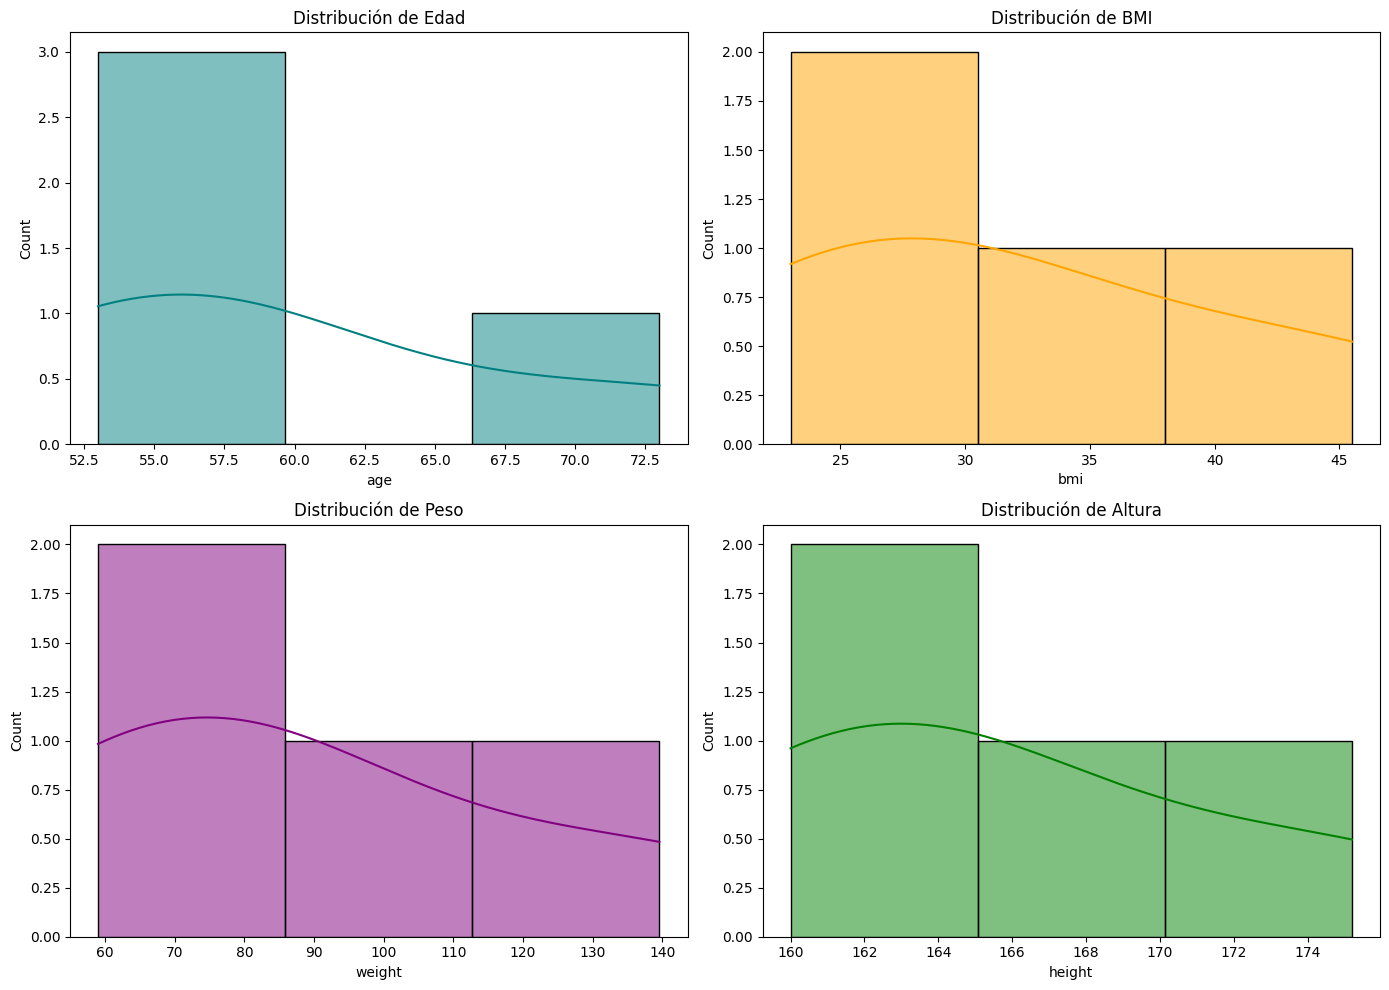 Distribución de Edad
Count
3.0
2.5
2.0
1.5
1.0
0.5
0.0
52.5 55.0 57.5 60.0 62.5 65.0 67.5 70.0 72.5
age
Distribución de BMI
Count
2.00
1.75
1.50
1.25
1.00
0.75
0.50
0.25
0.00
25 30 35 40 45
bmi
Distribución de Peso
Count
2.00
1.75
1.50
1.25
1.00
0.75
0.50
0.25
0.00
60 70 80 90 100 110 120 130 140
weight
Distribución de Altura
Count
2.00
1.75
1.50
1.25
1.00
0.75
0.50
0.25
0.00
160 162 164 166 168 170 172 174
height